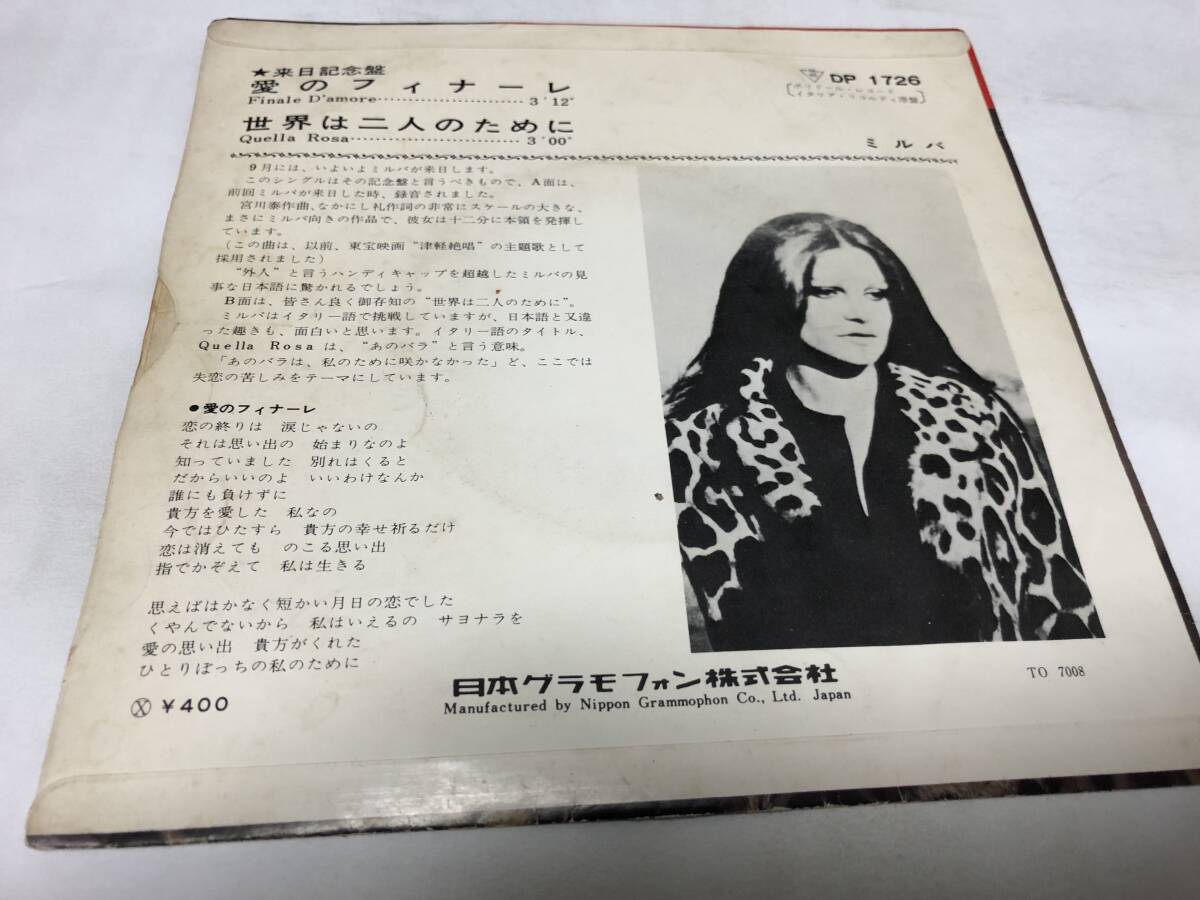 ★来日記念盤
愛のフィナーレ
Finale D'amore……………………3'12"
世界は二人のために
Quella Rosa………………………3'00"
DP 1726
〔ポリドール・レコード
イタリア・リコルディ原盤〕
ミルバ
9月には、いよいよミルバが来日します。
このシングルはその記念盤と言うべきもので、A面は、
前回ミルバが来日した時、録音されました。
宮川泰作曲、なかにし礼作詞の非常にスケールの大きな、
まさにミルバ向きの作品で、彼女は十二分に本領を発揮し
ています。
(この曲は、以前、東宝映画"津軽絶唱"の主題歌として
採用されました)
"外人"と言うハンディキャップを超越したミルバの見
事な日本語に驚かれるでしょう。
B面は、皆さん良く御存知の"世界は二人のために"。
ミルバはイタリー語で挑戦していますが、日本語と又違
った趣きも、面白いと思います。イタリー語のタイトル、
Quella Rosa は、"あのバラ"と言う意味。
「あのバラは、私のために咲かなかった」ど、ここでは
失恋の苦しみをテーマにしています。
●愛のフィナーレ
恋の終りは 涙じゃないの
それは思い出の 始まりなのよ
知っていました 別れはくると
だからいいのよ いいわけなんか
誰にも負けずに
貴方を愛した 私なの
今ではひたすら 貴方の幸せ祈るだけ
恋は消えても のこる思い出
指でかぞえて 私は生きる
思えばはかなく短かい月日の恋でした
くやんでないから 私はいえるの サヨナラを
愛の思い出 貴方がくれた
ひとりぼっちの私のために
Ⓧ ¥400
日本グラモフォン株式会社
Manufactured by Nippon Grammophon Co., Ltd. Japan
TO 7008